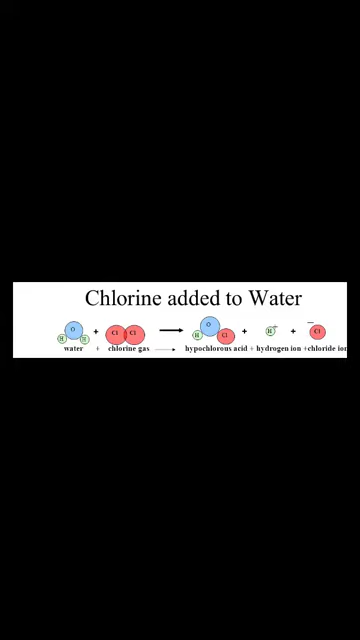 Chlorine added to Water
O H H + Cl Cl → O H Cl + H+ + − Cl
water + chlorine gas → hypochlorous acid + hydrogen ion +chloride ion